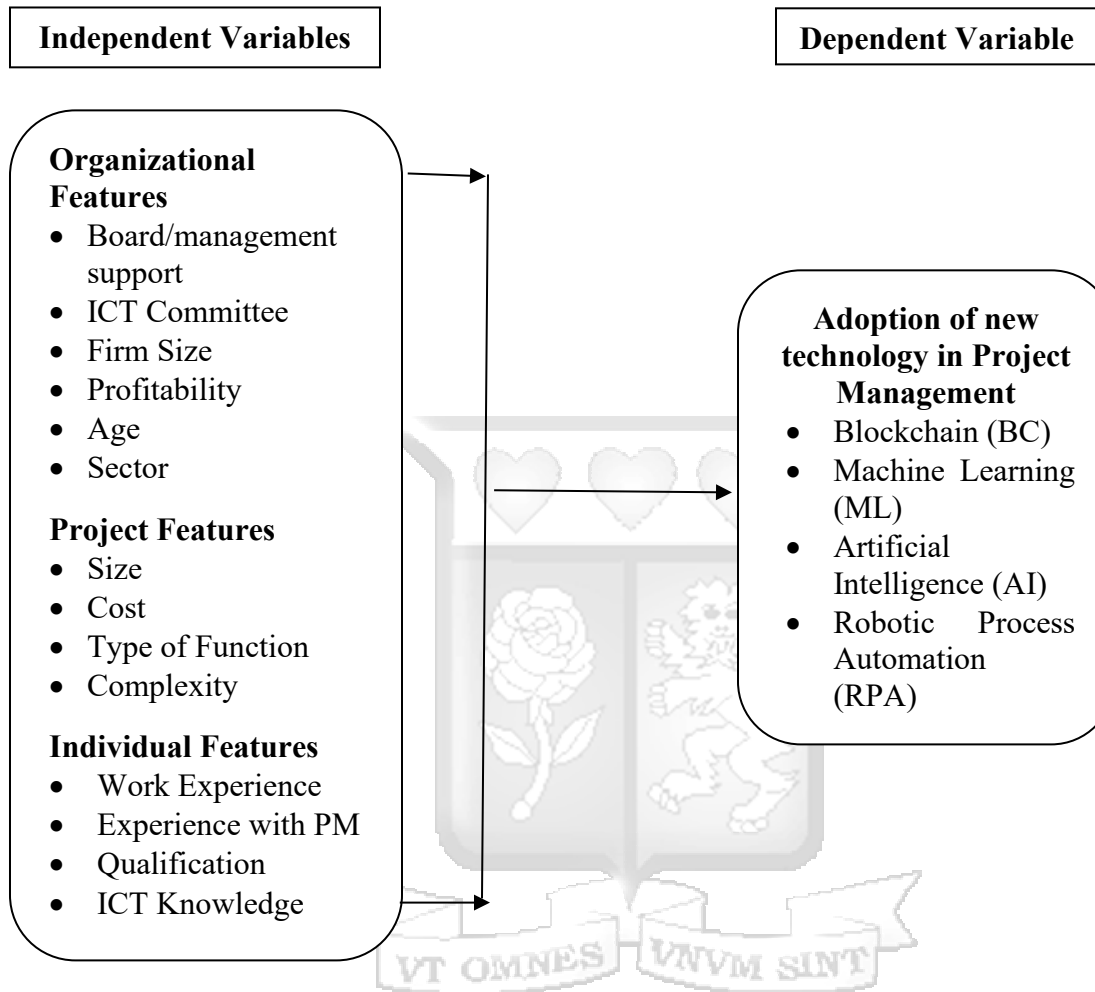 Independent Variables
Dependent Variable
Organizational
Features
• Board/management
support
• ICT Committee
• Firm Size
• Profitability
• Age
• Sector
Project Features
• Size
• Cost
• Type of Function
• Complexity
Individual Features
• Work Experience
• Experience with PM
• Qualification
• ICT Knowledge
Adoption of new
technology in Project
Management
• Blockchain (BC)
• Machine Learning
(ML)
• Artificial
Intelligence (AI)
• Robotic Process
Automation
(RPA)
VT OMNES VNVM SINT